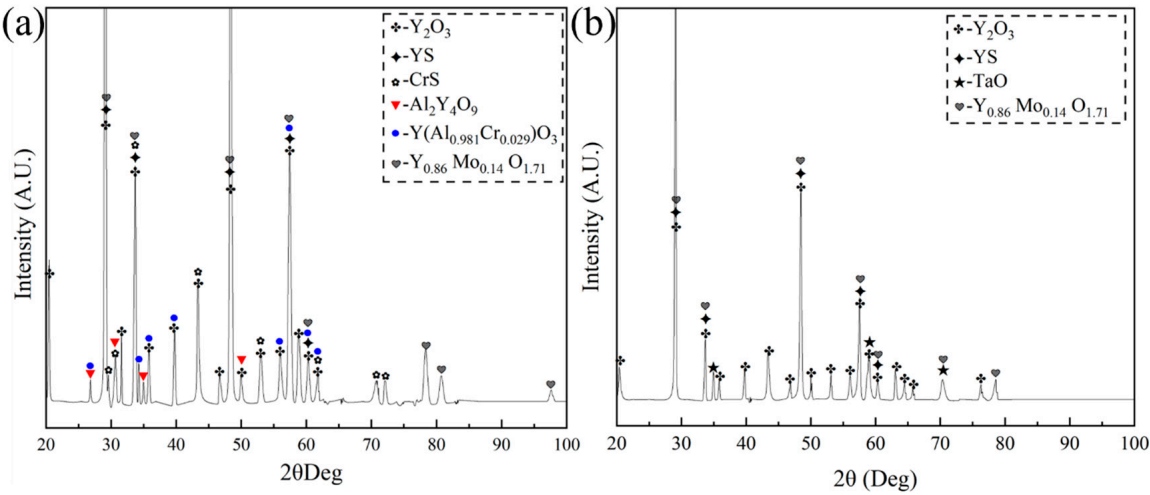 (a)
Intensity (A.U.)
-Y₂O₃
-YS
-CrS
-Al₂Y₄O₉
-Y(Al₀.₉₈₁Cr₀.₀₂₉)O₃
-Y₀.₈₆ Mo₀.₁₄ O₁.₇₁
20 30 40 50 60 70 80 90 100
2θDeg
(b)
Intensity (A.U.)
-Y₂O₃
-YS
-TaO
-Y₀.₈₆ Mo₀.₁₄ O₁.₇₁
20 30 40 50 60 70 80 90 100
2θ (Deg)